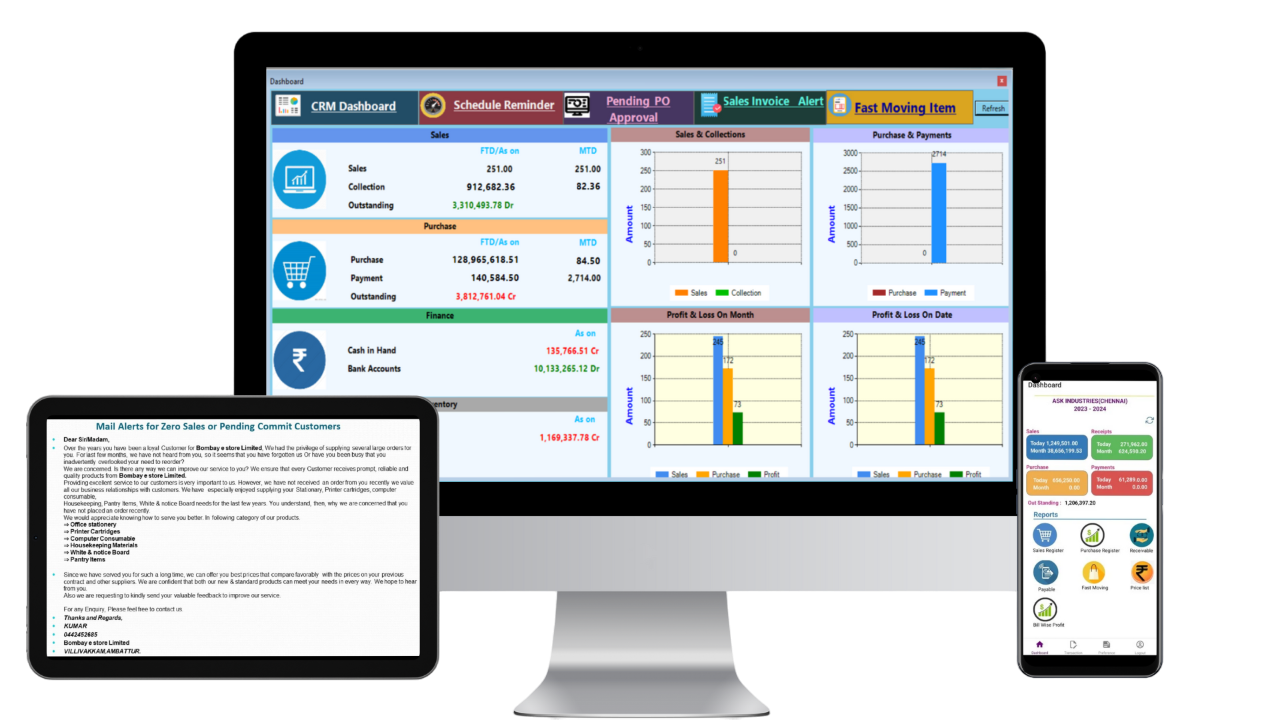 Dashboard
x
CRM Dashboard
Schedule Reminder
Pending PO
Approval
Sales Invoice Alert
Fast Moving Item
Refresh
Sales
FTD/As on MTD
Sales 251.00 251.00
Collection 912,682.36 82.36
Outstanding 3,310,493.78 Dr
Purchase
FTD/As on MTD
Purchase 128,965,618.51 84.50
Payment 140,584.50 2,714.00
Outstanding 3,812,761.04 Cr
Finance
As on
Cash in Hand 135,766.51 Cr
Bank Accounts 10,133,265.12 Dr
entory
As on
1,169,337.78 Cr
Sales & Collections
Amount
300
250
200
150
100
50
0
251
0
Sales Collection
Purchase & Payments
Amount
3000
2500
2000
1500
1000
500
0
2714
0
Purchase Payment
Profit & Loss On Month
Amount
250
200
150
100
50
0
245
172
73
Sales Purchase Profit
Profit & Loss On Date
Amount
250
200
150
100
50
0
245
172
73
Sales Purchase Profit
Mail Alerts for Zero Sales or Pending Commit Customers
Dear Sir/Madam,
Over the years you have been a loyal Customer for Bombay e store Limited. We had the privilege of supplying several large orders for
you. For last few months, we have not heard from you, so it seems that you have forgotten us Or have you been busy that you
inadvertently overlooked your need to reorder?
We are concerned. Is there any way we can improve our service to you? We ensure that every Customer receives prompt, reliable and
quality products from Bombay e store Limited.
Providing excellent service to our customers is very important to us. However, we have not received an order from you recently we value
all our business relationships with customers. We have especially enjoyed supplying your Stationary, Printer cartridges, computer
consumable,
Housekeeping, Pantry Items, White & notice Board needs for the last few years. You understand, then, why we are concerned that you
have not placed an order recently.
We would appreciate knowing how to serve you better. In following category of our products.
⇒ Office stationery
⇒ Printer Cartridges
⇒ Computer Consumable
⇒ Housekeeping Materials
⇒ White & notice Board
⇒ Pantry Items
Since we have served you for such a long time, we can offer you best prices that compare favorably with the prices on your previous
contract and other suppliers. We are confident that both our new & standard products can meet your needs in every way. We hope to hear
from you.
Also we are requesting to kindly send your valuable feedback to improve our service.
For any Enquiry, Please feel free to contact us.
Thanks and Regards,
KUMAR
0442452685
Bombay e store Limited
VILLIVAKKAM,AMBATTUR.
Dashboard
ASK INDUSTRIES(CHENNAI)
2023 - 2024
Sales Receipts
Today 1,249,501.00
Month 28,656,199.53
Today 271,962.80
Month 634,598.20
Purchase Payments
Today 656,250.00
Month 0.00
Today 61,289.0.00
Month 0.0.00
Out Standing : 1,206,397.20
Reports
Sales Register Purchase Register Receivable
Payable Fast Moving Price list
Bill Wise Profit
Dashboard
Logout